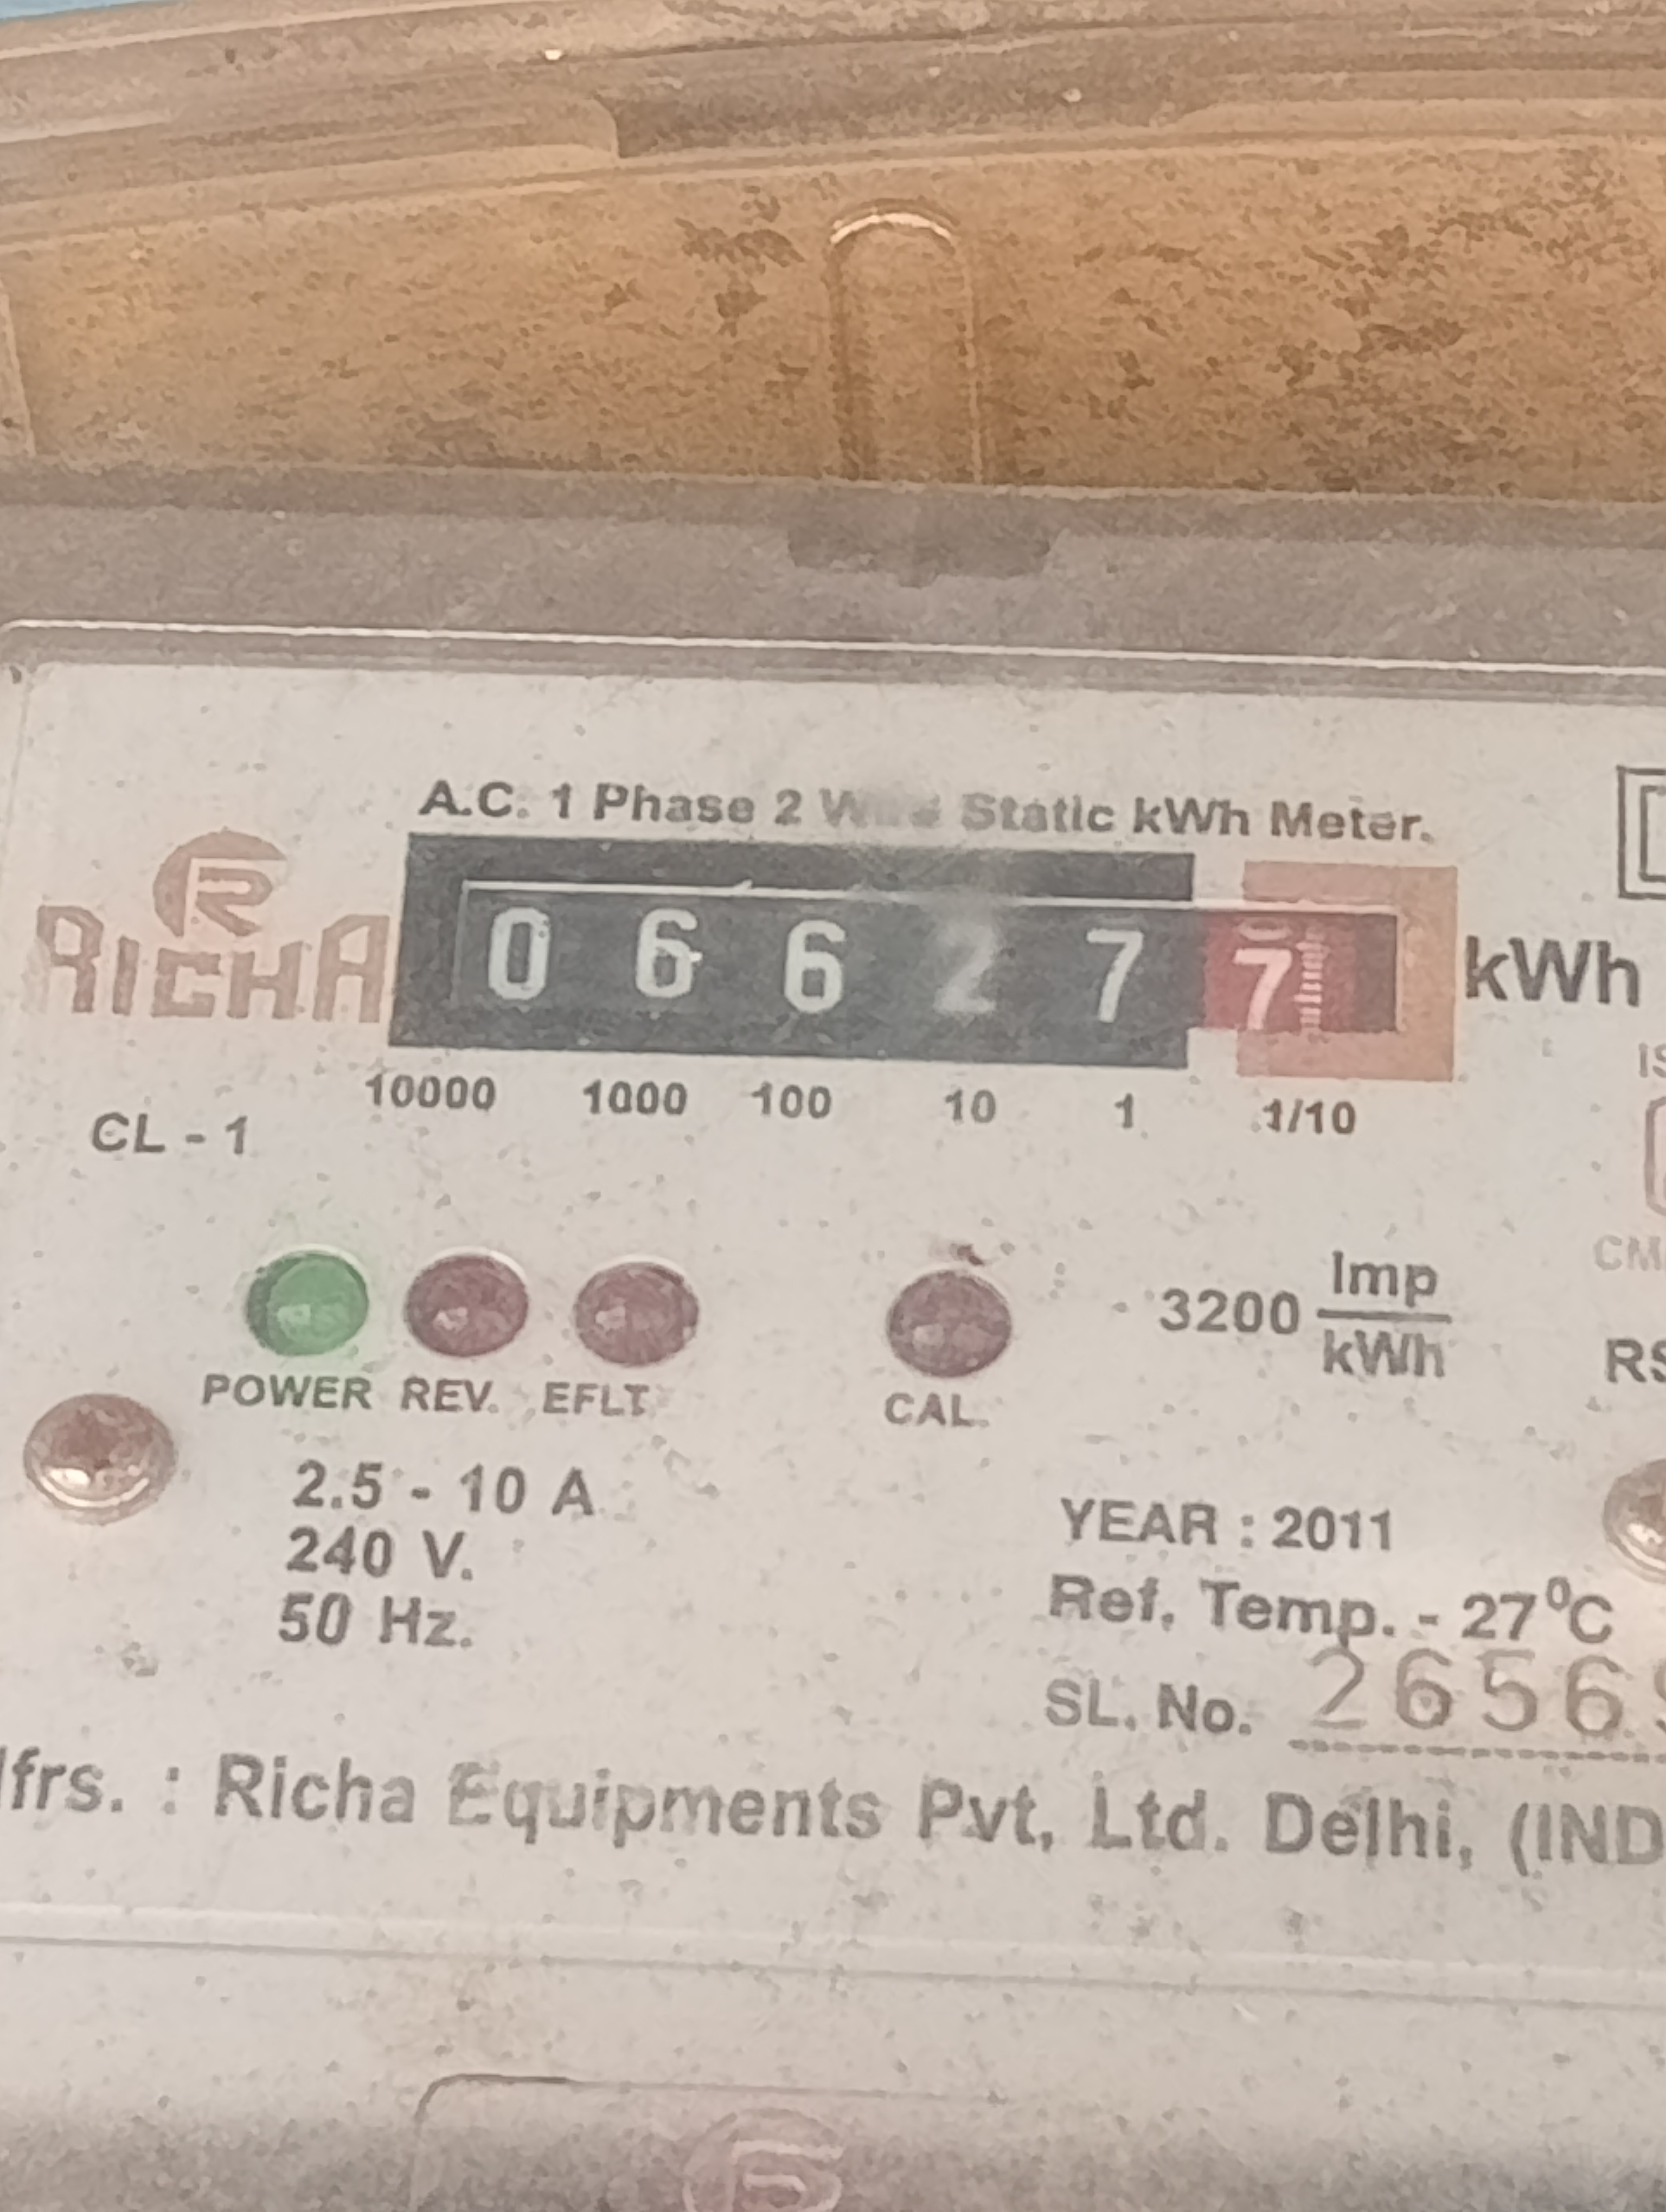 A.C. 1 Phase 2 Wire Static kWh Meter.
RICHA
0 6 6 2 7 7 kWh
10000 1000 100 10 1 1/10
CL - 1
POWER REV. EFLT CAL. 3200 Imp/kWh
2.5 - 10 A
240 V.
50 Hz.
YEAR : 2011
Ref. Temp. - 27°C
SL. No. 2656
Richa Equipments Pvt. Ltd. Delhi, (IND